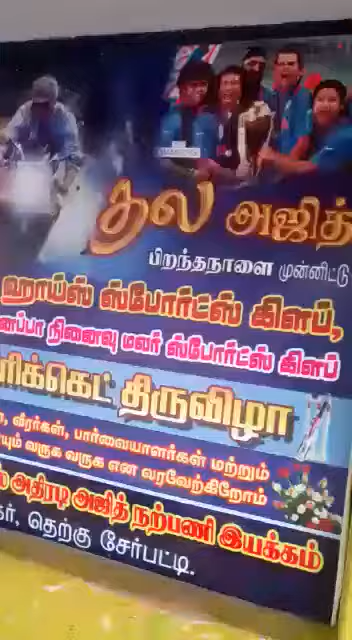 தல அஜித்
பிறந்தநாளை முன்னிட்டு
ஹாய்ஸ் ஸ்போர்ட்ஸ் கிளப்,
நினைவு மலர் ஸ்போர்ட்ஸ் கிளப்
ரிக்கெட் திருவிழா
வீரர்கள், பார்வையாளர்கள் மற்றும்
வருக வருக என வரவேற்கிறோம்
அதிரடி அஜித் நற்பணி இயக்கம்
தெற்கு சேர்பட்டி.